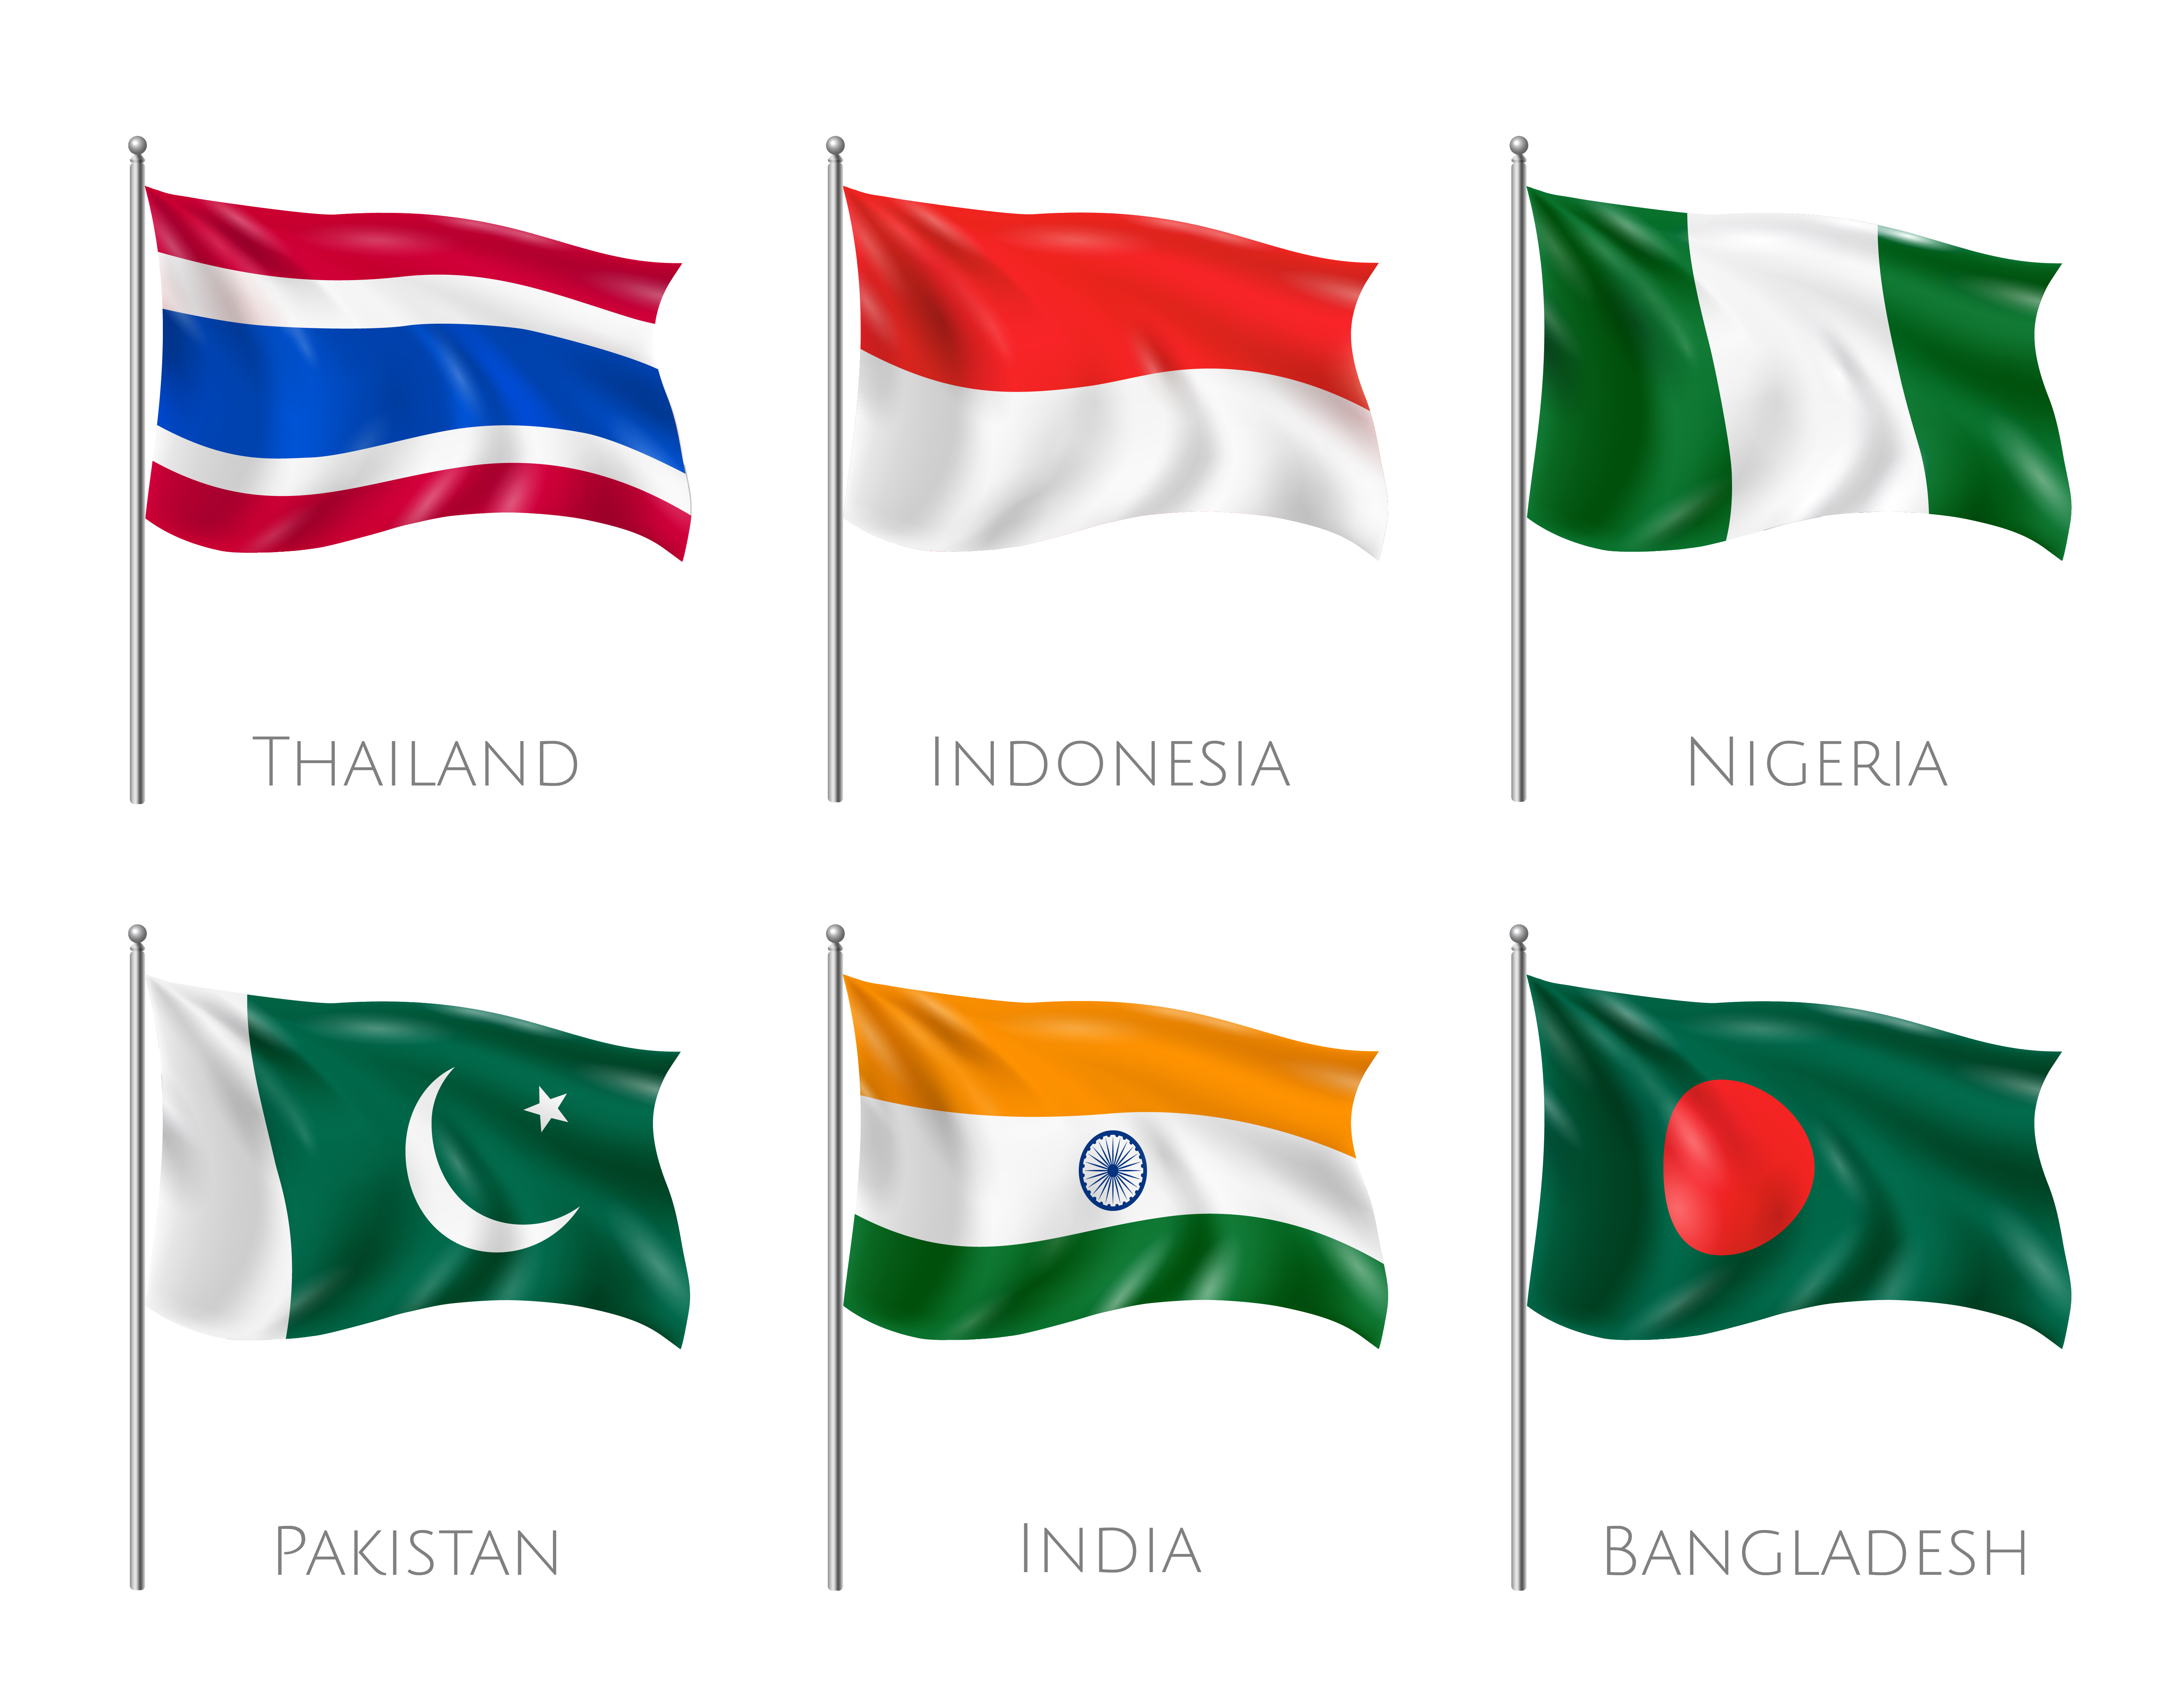 Thailand
Indonesia
Nigeria
Pakistan
India
Bangladesh